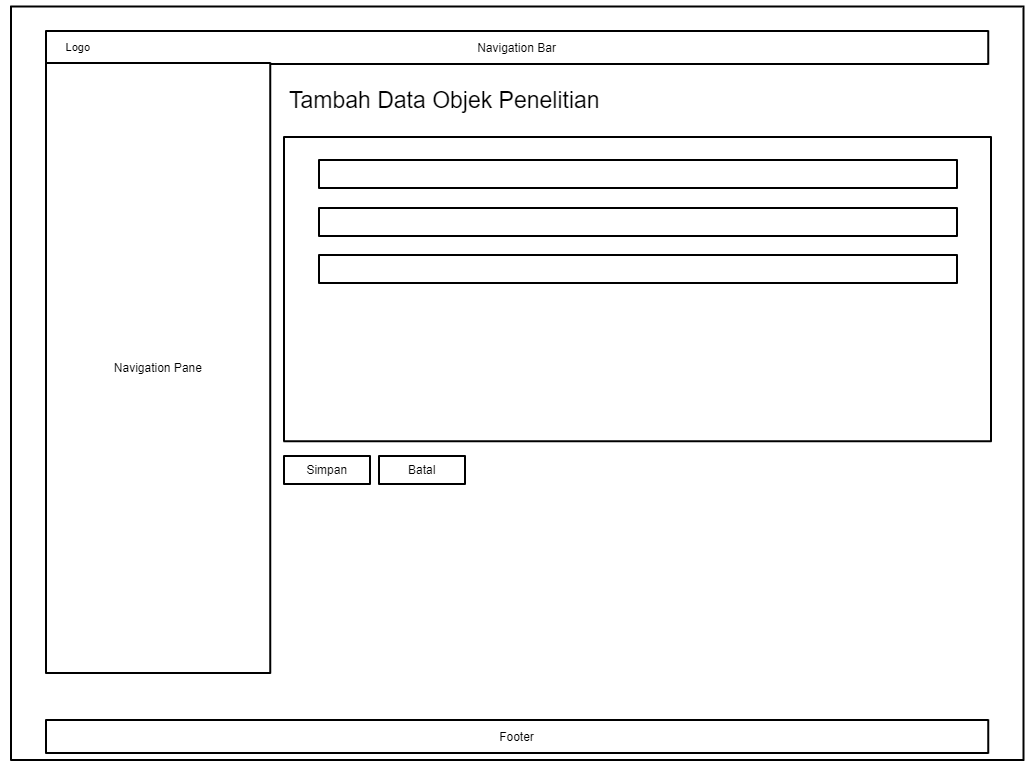 Logo
Navigation Bar
Tambah Data Objek Penelitian
Navigation Pane
Simpan
Batal
Footer